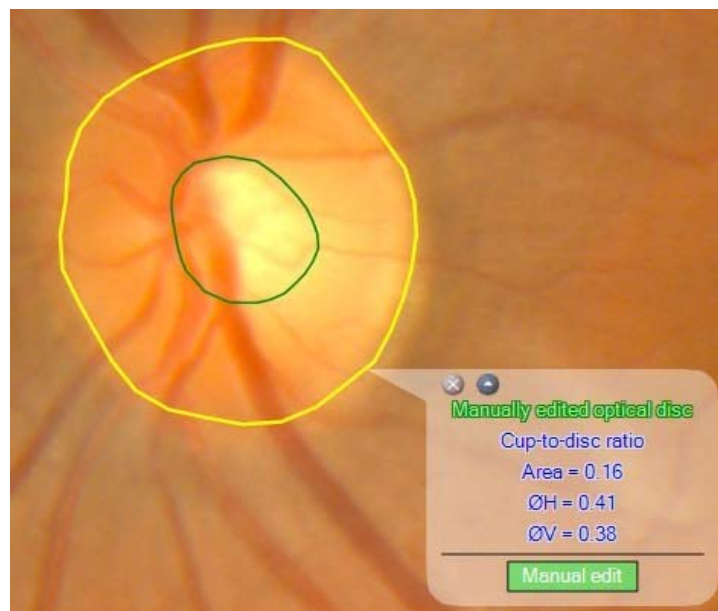 Manually edited optical disc
Cup-to-disc ratio
Area = 0.16
ØH = 0.41
ØV = 0.38
Manual edit